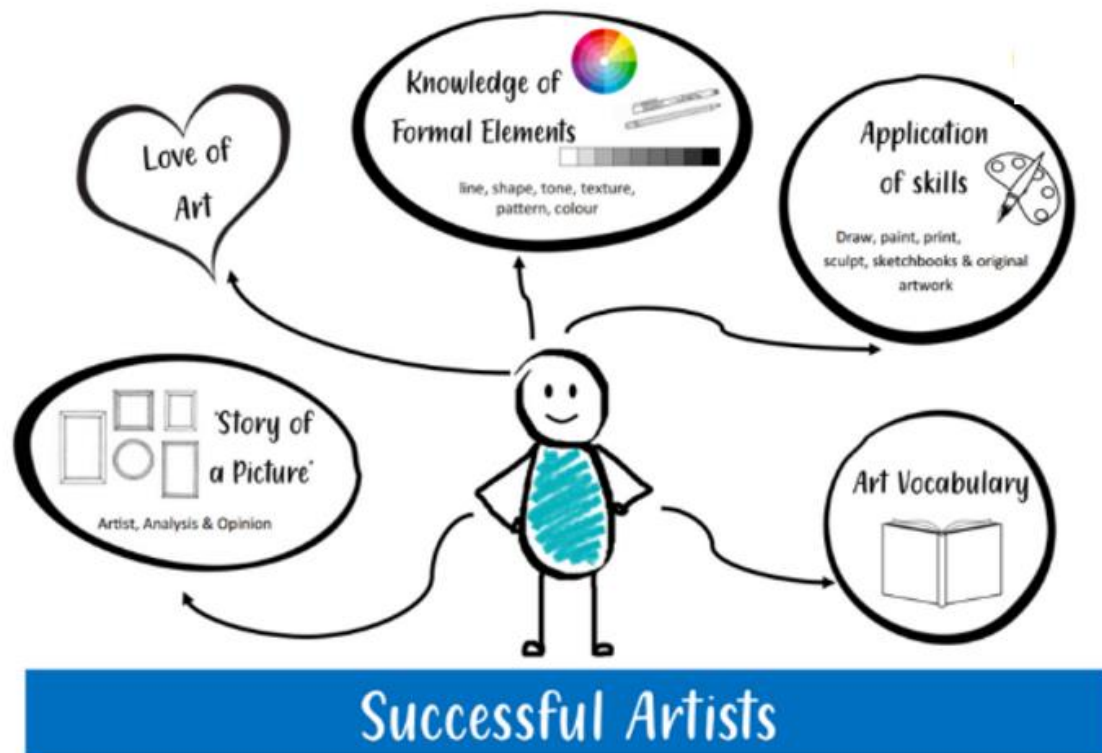 Love of
Art
Knowledge of
Formal Elements
line, shape, tone, texture,
pattern, colour
Application
of skills
Draw, paint, print,
sculpt, sketchbooks & original
artwork
'Story of
a Picture'
Artist, Analysis & Opinion
Art Vocabulary
Successful Artists